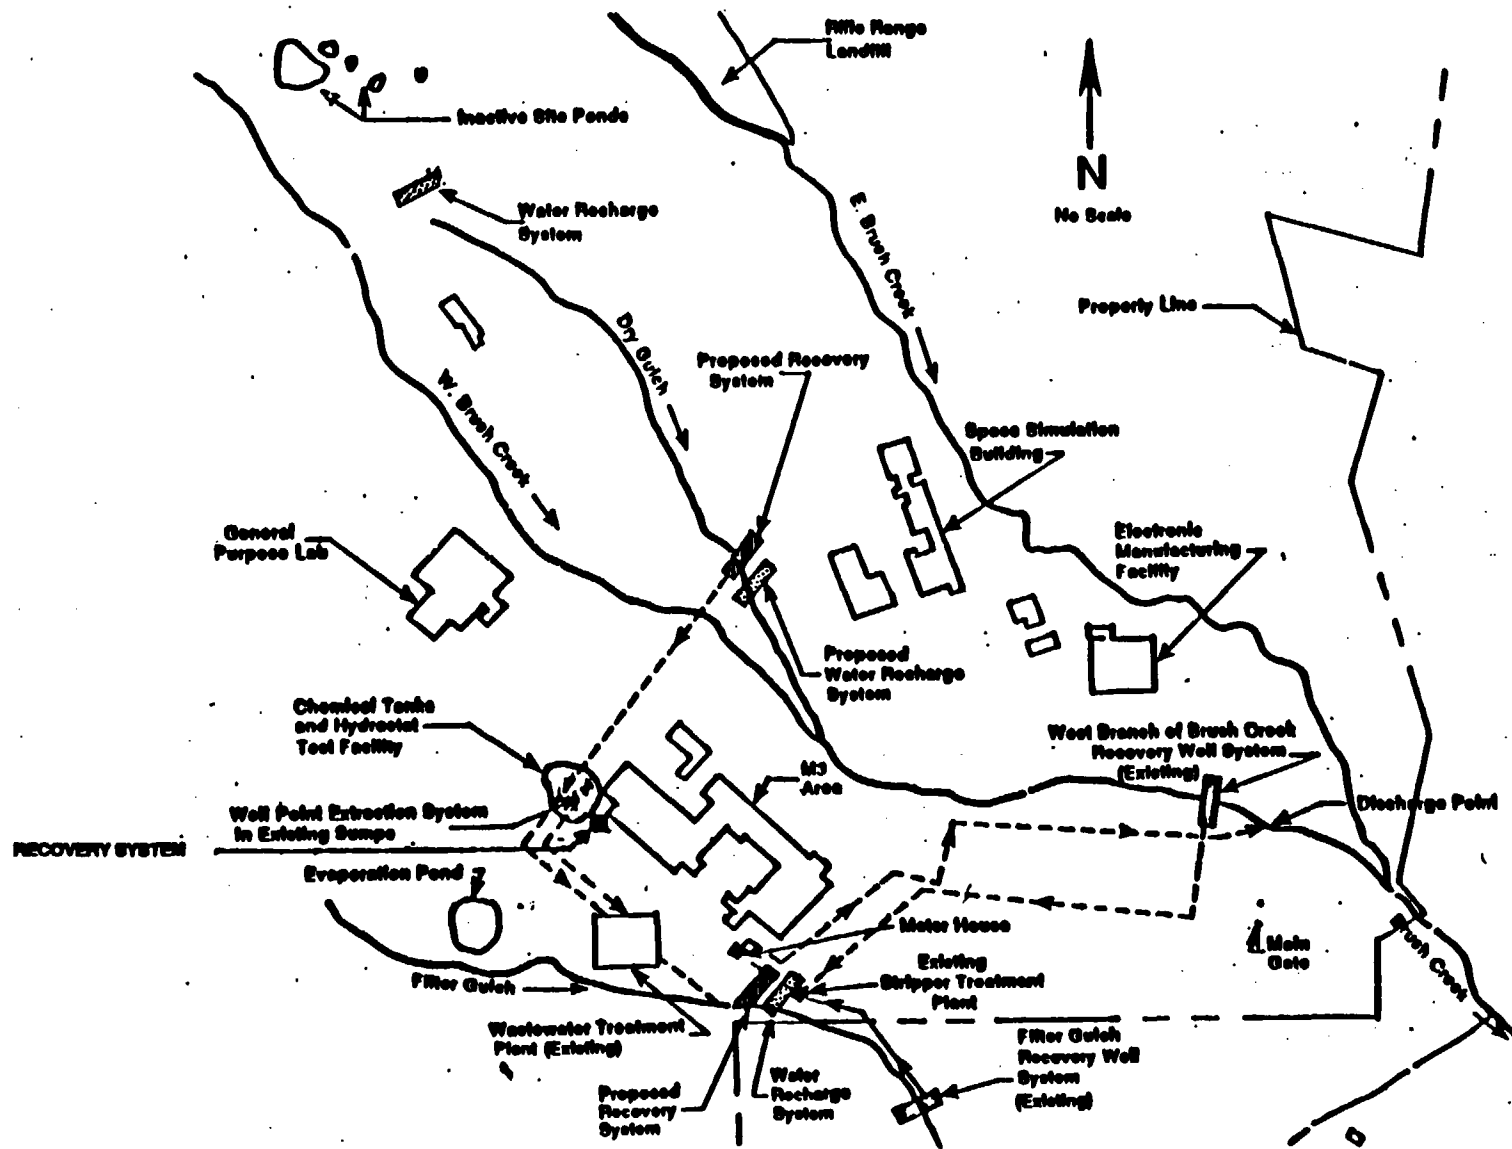 Rifle Range
Landfill
Inactive Site Ponds
N
No Scale
Water Recharge
System
E. Brush Creek
Property Line
Dry Gulch
Proposed Recovery
System
W. Brush Creek
Space Simulation
Building
General
Purpose Lab
Electronic
Manufacturing
Facility
Proposed
Water Recharge
System
Chemical Tanks
and Hydrostat
Test Facility
West Branch of Brush Creek
Recovery Well System
(Existing)
M3
Area
Discharge Point
Well Point Extraction System
in Existing Sumps
RECOVERY SYSTEM
Evaporation Pond
Meter House
Main
Gate
Brush Creek
Existing
Stripper Treatment
Plant
Filter Gulch
Wastewater Treatment
Plant (Existing)
Filter Gulch
Recovery Well
System
(Existing)
Proposed
Recovery
System
Water
Recharge
System